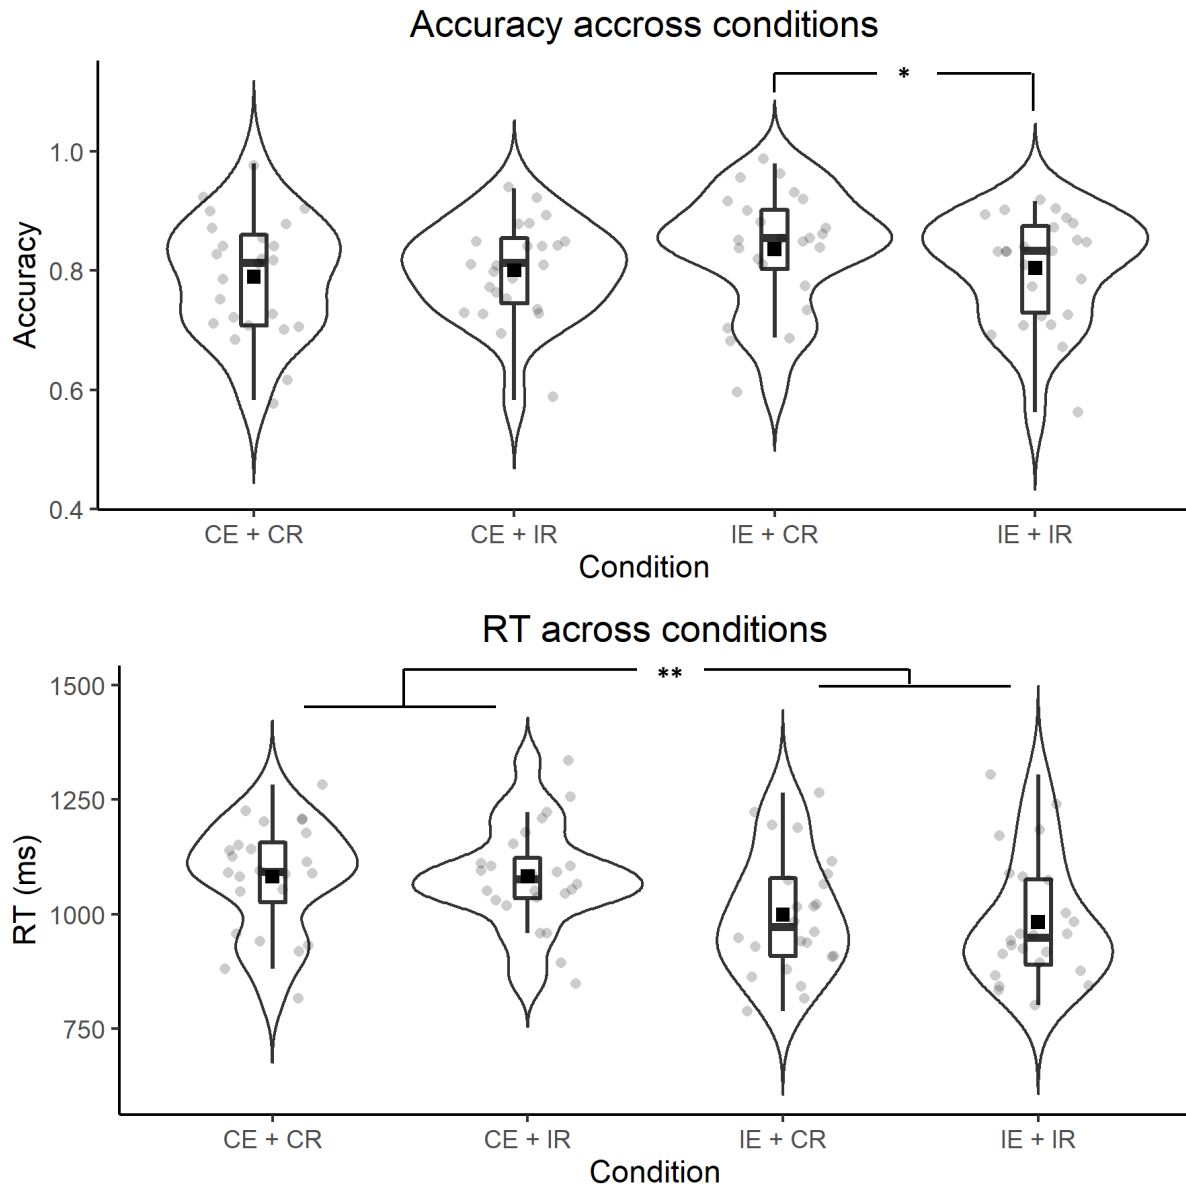 Accuracy accross conditions
*
1.0
0.8
0.6
0.4
Accuracy
CE + CR
CE + IR
IE + CR
IE + IR
Condition
RT across conditions
**
1500
1250
1000
750
RT (ms)
CE + CR
CE + IR
IE + CR
IE + IR
Condition